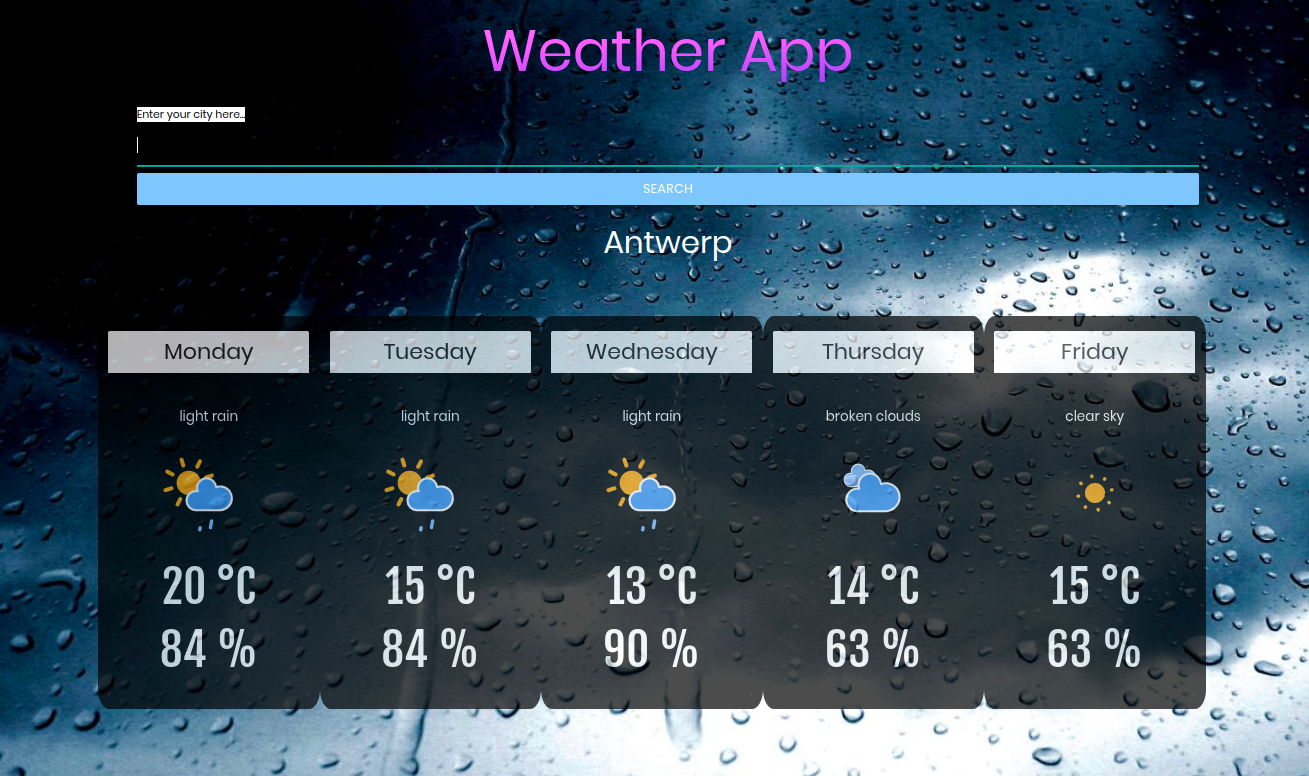 Weather App
Enter your city here...
SEARCH
Antwerp
Monday Tuesday Wednesday Thursday Friday
light rain light rain light rain broken clouds clear sky
20 °C 15 °C 13 °C 14 °C 15 °C
84 % 84 % 90 % 63 % 63 %